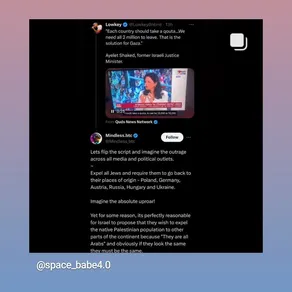 Lowkey @Lowkey0nline · 12h
"Each country should take a quota...We
need all 2 million to leave. That is the
solution for Gaza."
Ayelet Shaked, former Israeli Justice
Minister.
From Quds News Network
Mindless.btc
@Mindless_btc
Follow
Lets flip the script and imagine the outrage
across all media and political outlets.
–
Expel all Jews and require them to go back to
their places of origin - Poland, Germany,
Austria, Russia, Hungary and Ukraine.
Imagine the absolute uproar!
Yet for some reason, its perfectly reasonable
for Israel to propose that they wish to expel
the native Palestinian population to other
parts of the continent because "They are all
Arabs" and obviously if they look the same
they must be the same.
@space_babe4.0